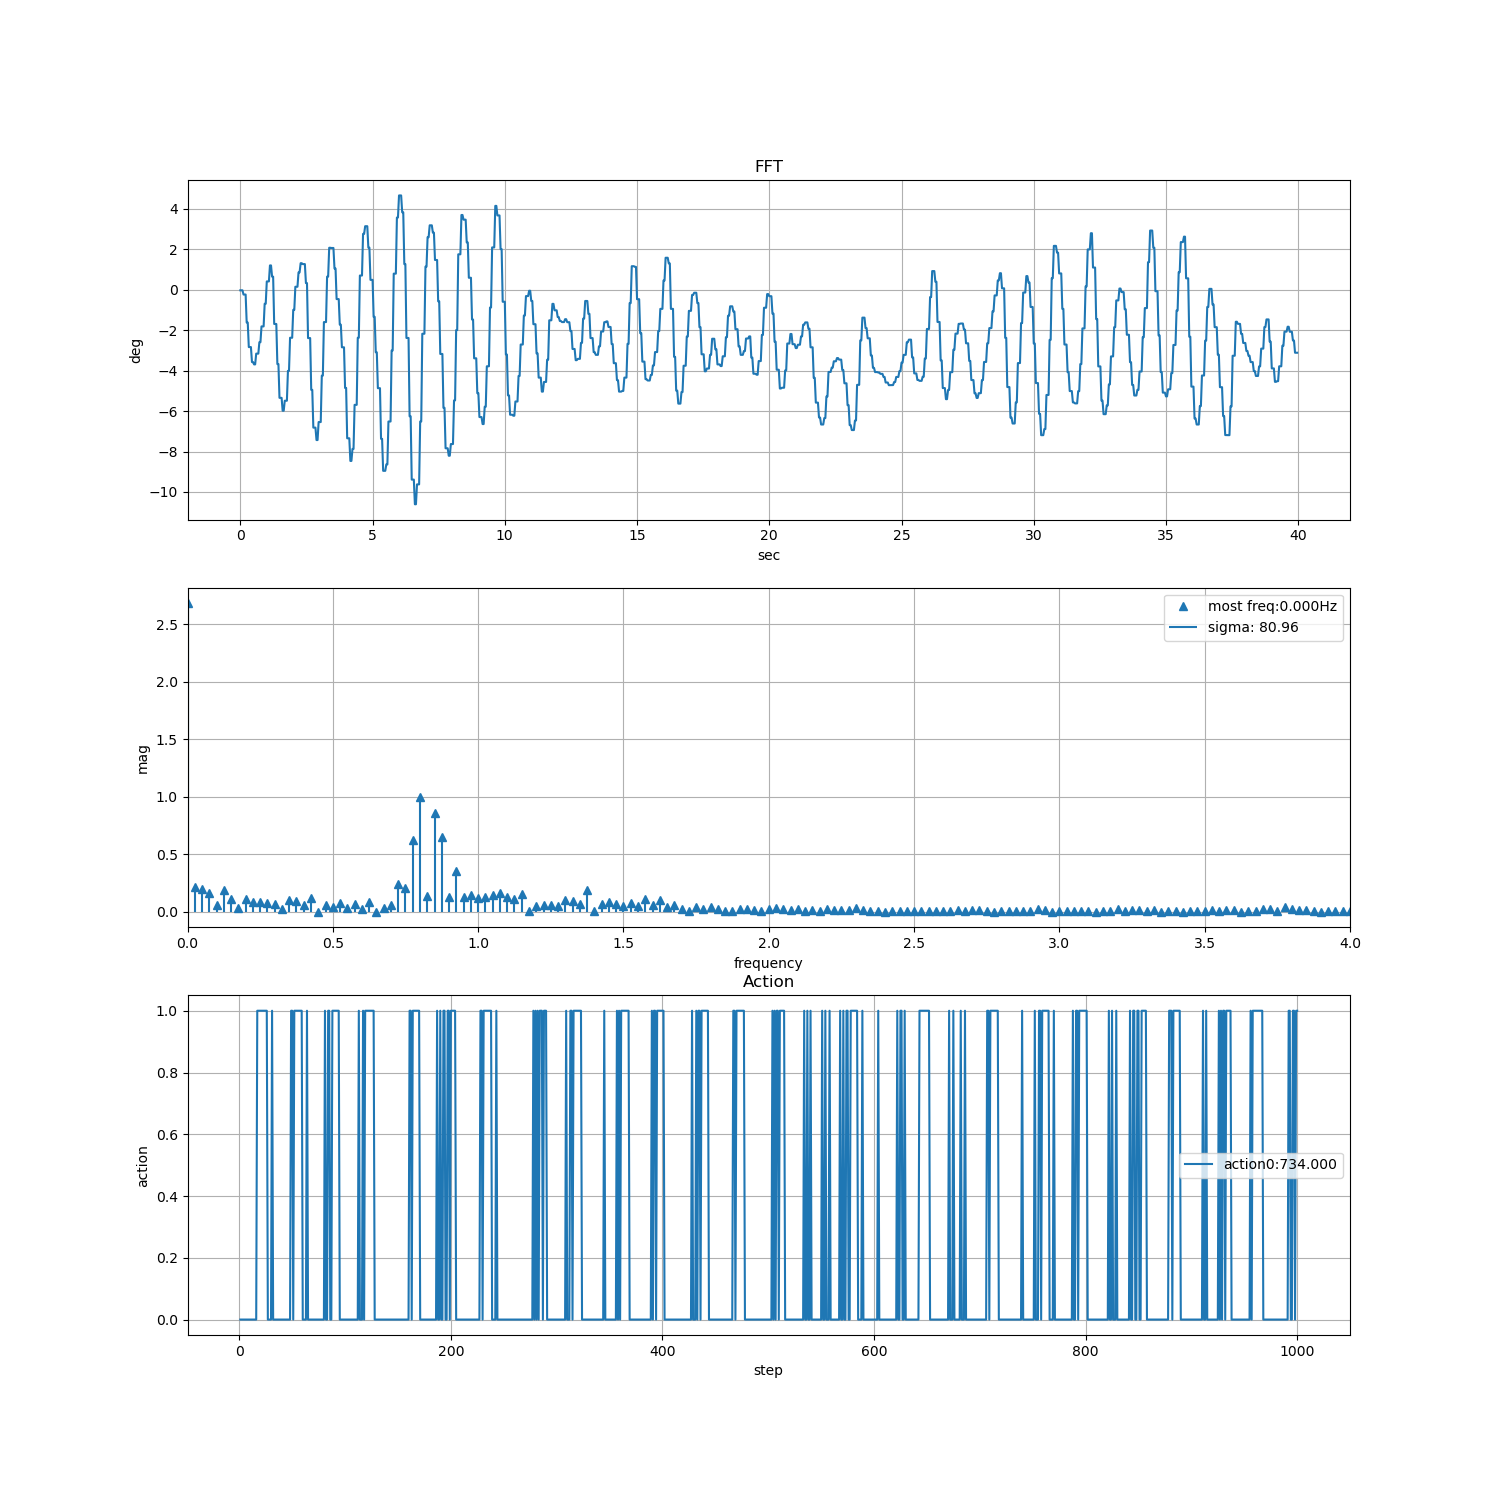 FFT
4
2
0
−2
−4
−6
−8
−10
deg
0 5 10 15 20 25 30 35 40
sec
most freq:0.000Hz
sigma: 80.96
2.5
2.0
1.5
1.0
0.5
0.0
mag
0.0 0.5 1.0 1.5 2.0 2.5 3.0 3.5 4.0
frequency
Action
1.0
0.8
0.6
0.4
0.2
0.0
action
action0:734.000
0 200 400 600 800 1000
step